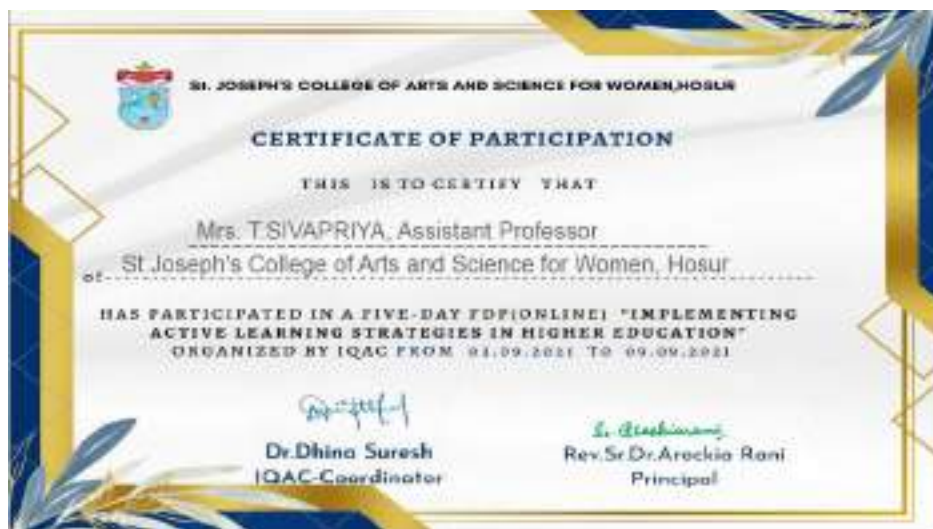 St. JOSEPH'S COLLEGE OF ARTS AND SCIENCE FOR WOMEN,HOSUR
CERTIFICATE OF PARTICIPATION
THIS IS TO CERTIFY THAT
Mrs. T.SIVAPRIYA, Assistant Professor
of St Joseph's College of Arts and Science for Women, Hosur
HAS PARTICIPATED IN A FIVE-DAY FDP(ONLINE) "IMPLEMENTING
ACTIVE LEARNING STRATEGIES IN HIGHER EDUCATION"
ORGANIZED BY IQAC FROM TO 09.09.2021
Dr.Dhina Suresh
IQAC-Coordinator
Rev.Sr.Dr.Arockia Rani
Principal